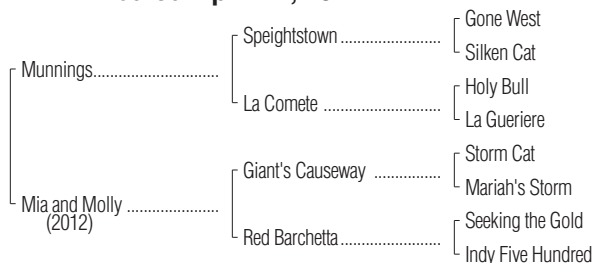 Gone West
Speightstown
Silken Cat
Munnings
Holy Bull
La Comete
La Gueriere
Storm Cat
Giant's Causeway
Mariah's Storm
Mia and Molly
(2012)
Seeking the Gold
Red Barchetta
Indy Five Hundred